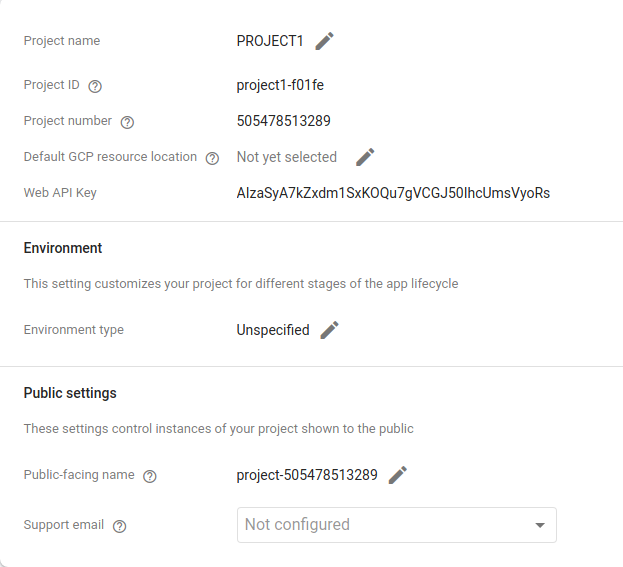 Project name PROJECT1
Project ID project1-f01fe
Project number 505478513289
Default GCP resource location Not yet selected
Web API Key AIzaSyA7kZxdm1SxKOQu7gVCGJ50IhcUmsVyoRs
Environment
This setting customizes your project for different stages of the app lifecycle
Environment type Unspecified
Public settings
These settings control instances of your project shown to the public
Public-facing name project-505478513289
Support email Not configured